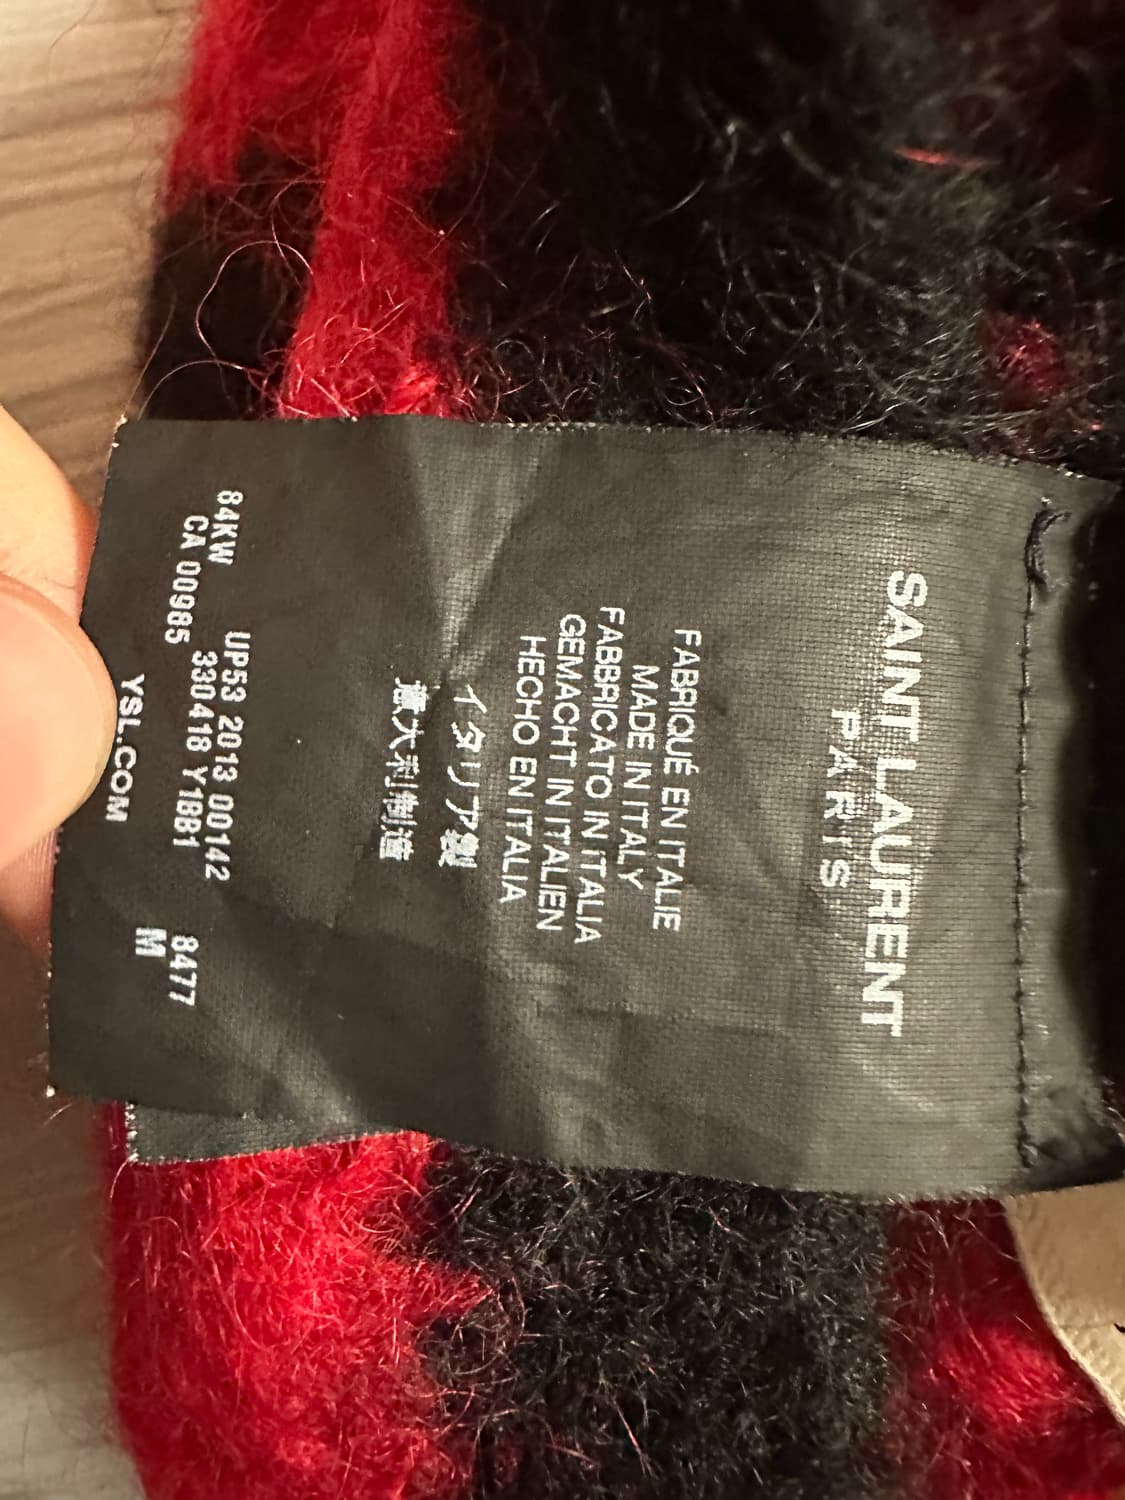 SAINT LAURENT
PARIS
FABRIQUÉ EN ITALIE
MADE IN ITALY
FABBRICATO IN ITALIA
GEMACHT IN ITALIEN
HECHO EN ITALIA
イタリア製
意大利制造
84KW UP53 2013 00142
CA 00985 330418 Y18B1 8477
M
YSL.COM